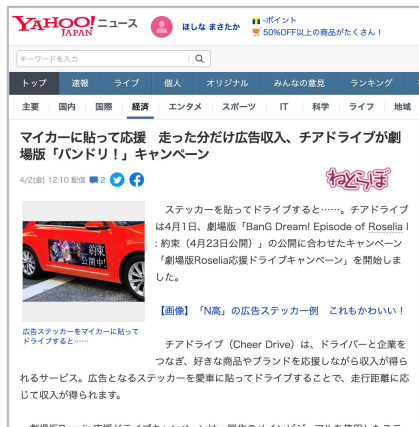 YAHOO! ニュース
JAPAN
ほしな まさたか
-ポイント
50%OFF以上の商品がたくさん！
キーワードを入力
トップ 速報 ライブ 個人 オリジナル みんなの意見 ランキング
主要 国内 国際 経済 エンタメ スポーツ IT 科学 ライフ 地域
マイカーに貼って応援 走った分だけ広告収入、チアドライブが劇
場版「バンドリ！」キャンペーン
4/2(金) 12:10 配信 2
ねとらぼ
ステッカーを貼ってドライブすると……。チアドライブ
は4月1日、劇場版「BanG Dream! Episode of Roselia I
：約束（4月23日公開）」の公開に合わせたキャンペーン
「劇場版Roselia応援ドライブキャンペーン」を開始しま
した。
約束
公開中!
【画像】「N高」の広告ステッカー例 これもかわいい！
広告ステッカーをマイカーに貼って
ドライブすると……
チアドライブ（Cheer Drive）は、ドライバーと企業を
つなぎ、好きな商品やブランドを応援しながら収入が得ら
れるサービス。広告となるステッカーを愛車に貼ってドライブすることで、走行距離に応
じて収入が得られます。